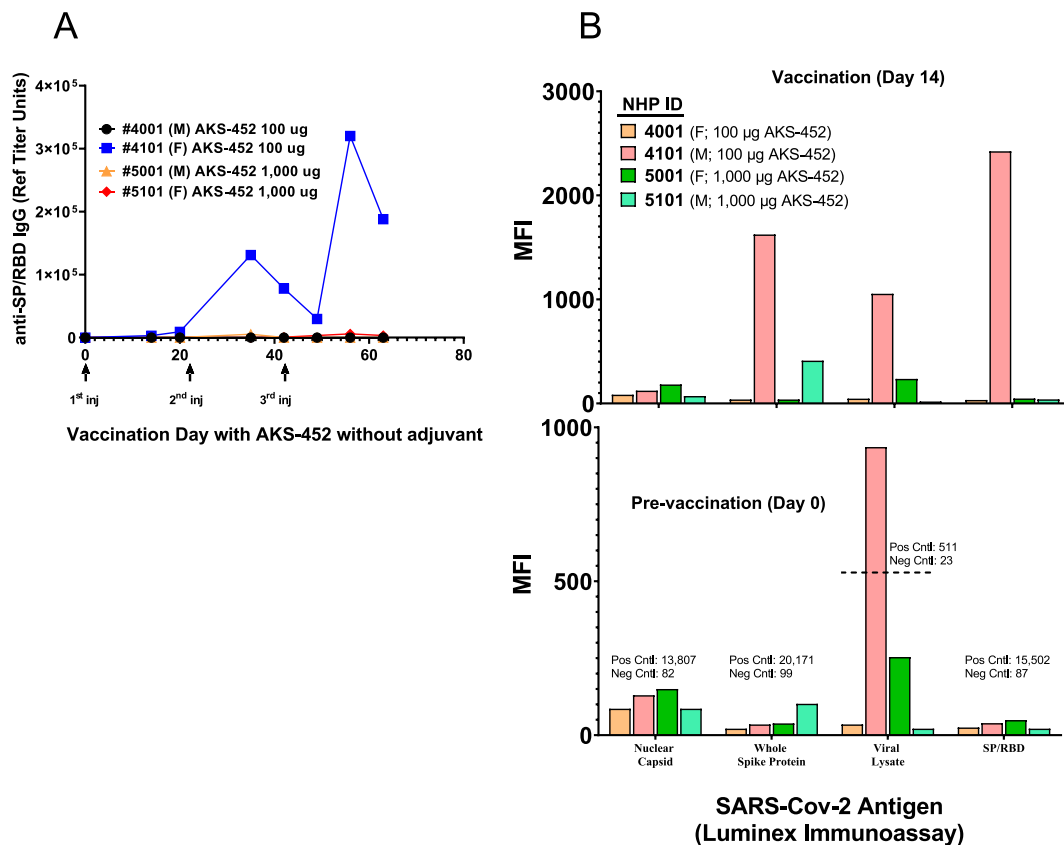 A
anti-SP/RBD IgG (Ref Titer Units)
4×10⁵
3×10⁵
2×10⁵
1×10⁵
0
#4001 (M) AKS-452 100 ug
#4101 (F) AKS-452 100 ug
#5001 (M) AKS-452 1,000 ug
#5101 (F) AKS-452 1,000 ug
0 20 40 60 80
1st inj 2nd inj 3rd inj
Vaccination Day with AKS-452 without adjuvant
B
Vaccination (Day 14)
NHP ID
4001 (F; 100 µg AKS-452)
4101 (M; 100 µg AKS-452)
5001 (F; 1,000 µg AKS-452)
5101 (M; 1,000 µg AKS-452)
MFI
3000
2000
1000
0
Pre-vaccination (Day 0)
MFI
1000
500
0
Pos Cntl: 511
Neg Cntl: 23
Pos Cntl: 13,807
Neg Cntl: 82
Pos Cntl: 20,171
Neg Cntl: 99
Pos Cntl: 15,502
Neg Cntl: 87
Nuclear
Capsid
Whole
Spike Protein
Viral
Lysate
SP/RBD
SARS-Cov-2 Antigen
(Luminex Immunoassay)